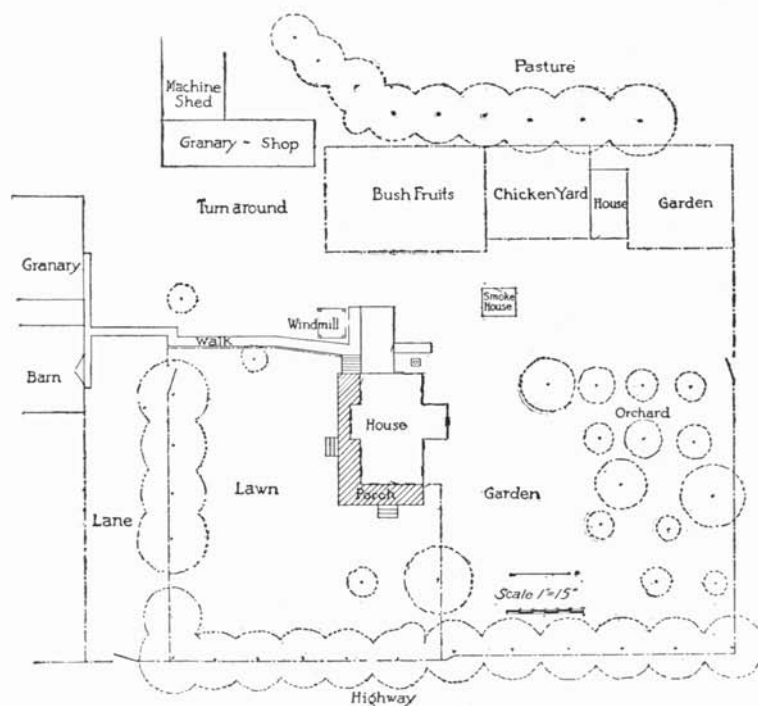 Pasture
Machine
Shed
Granary - Shop
Bush Fruits
Chicken Yard
House
Garden
Turn around
Granary
Smoke
House
Windmill
Walk
Barn
Orchard
House
Lawn
Garden
Porch
Lane
Scale 1"=15"
Highway